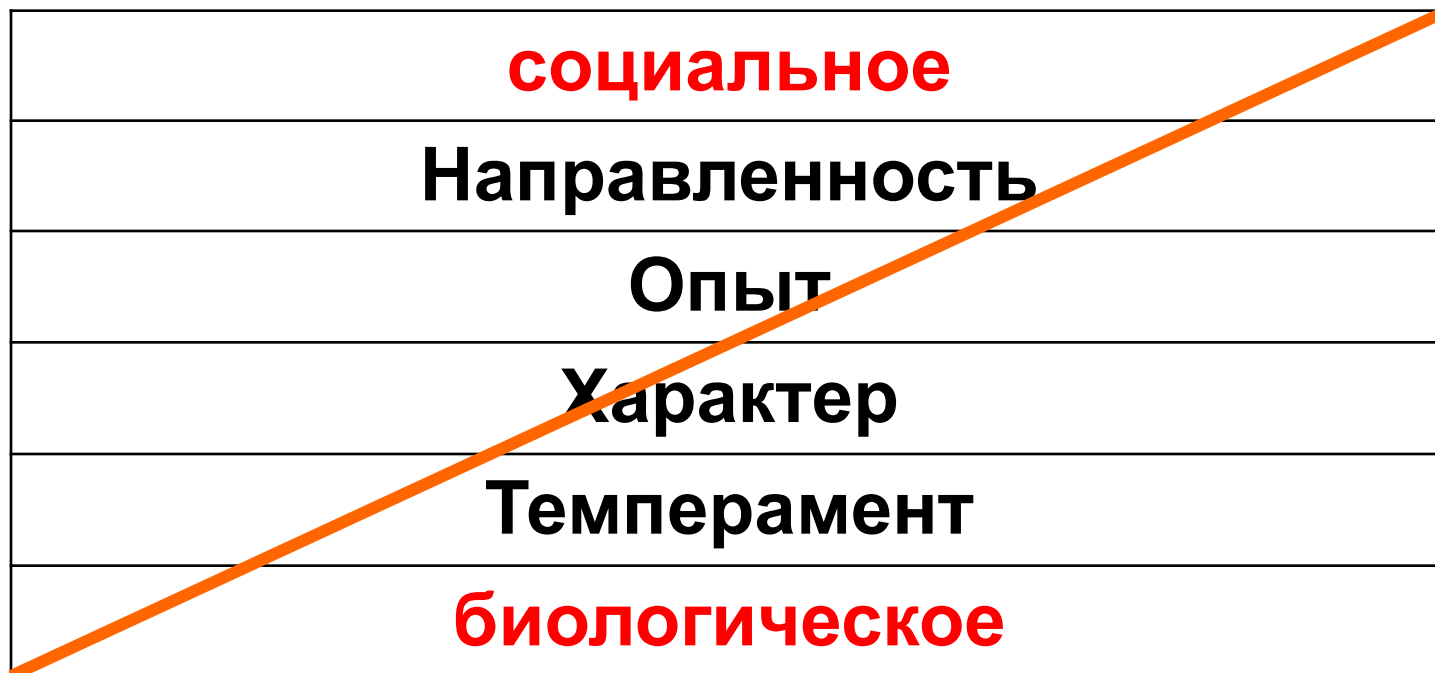 социальное
Направленность
Опыт
Характер
Темперамент
биологическое